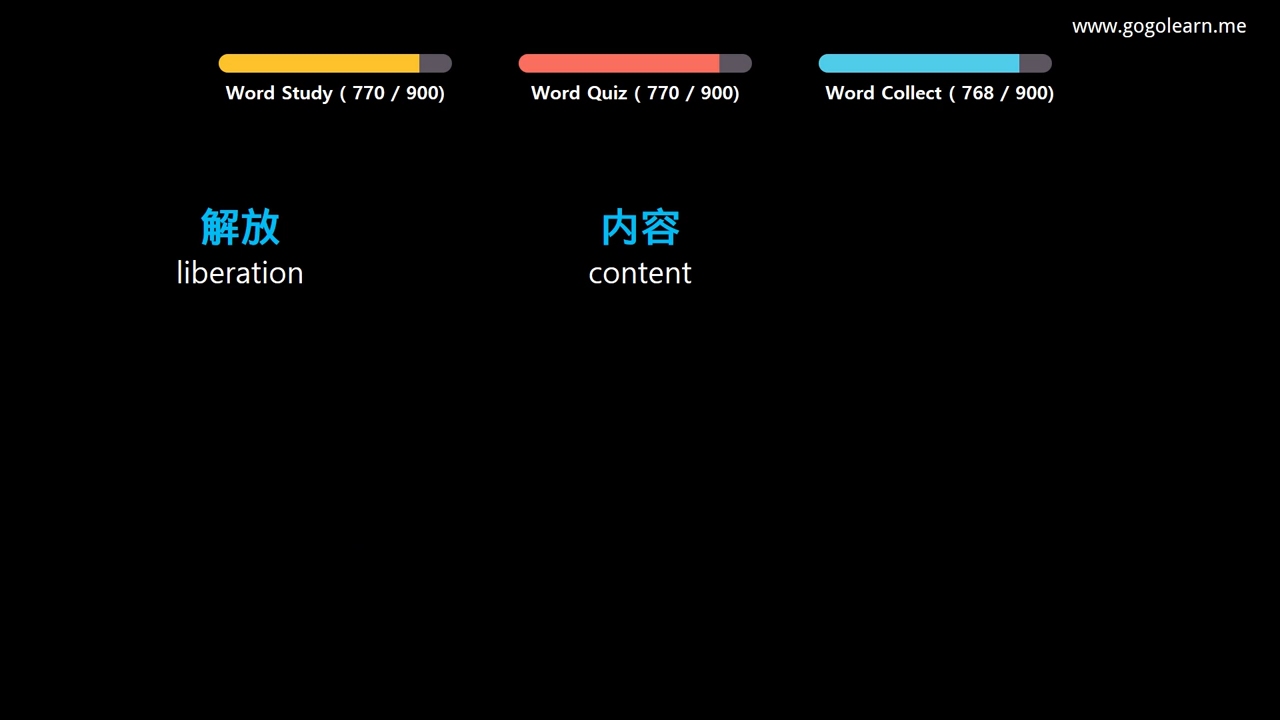 www.gogolearn.me
Word Study ( 770 / 900)
Word Quiz ( 770 / 900)
Word Collect ( 768 / 900)
解放
liberation
内容
content